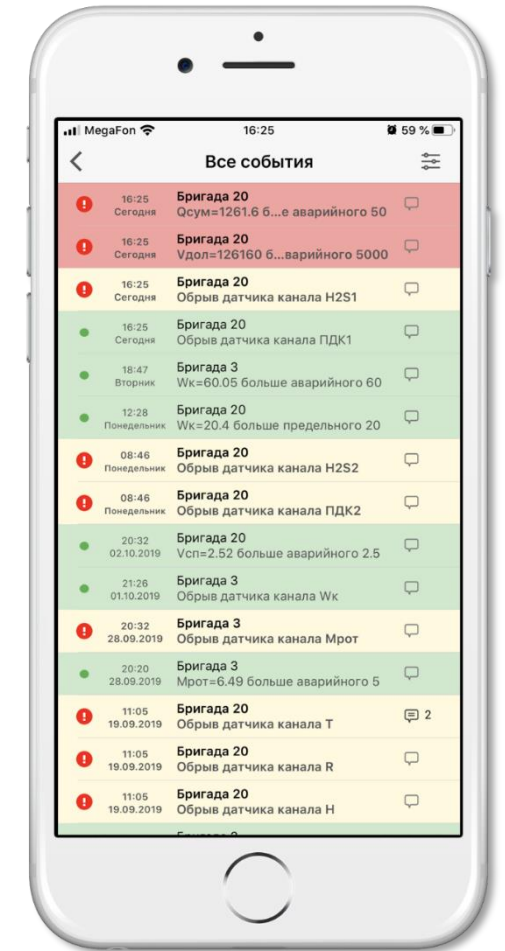 MegaFon 16:25 59 %
Все события
16:25 Бригада 20
Сегодня Qсум=1261.6 б...е аварийного 50
16:25 Бригада 20
Сегодня Vдол=126160 б...варийного 5000
16:25 Бригада 20
Сегодня Обрыв датчика канала H2S1
16:25 Бригада 20
Сегодня Обрыв датчика канала ПДК1
18:47 Бригада 3
Вторник Wк=60.05 больше аварийного 60
12:28 Бригада 20
Понедельник Wк=20.4 больше предельного 20
08:46 Бригада 20
Понедельник Обрыв датчика канала H2S2
08:46 Бригада 20
Понедельник Обрыв датчика канала ПДК2
20:32 Бригада 20
02.10.2019 Vсп=2.52 больше аварийного 2.5
21:26 Бригада 3
01.10.2019 Обрыв датчика канала Wк
20:32 Бригада 3
28.09.2019 Обрыв датчика канала Мрот
20:20 Бригада 3
28.09.2019 Мрот=6.49 больше аварийного 5
11:05 Бригада 20 2
19.09.2019 Обрыв датчика канала T
11:05 Бригада 20
19.09.2019 Обрыв датчика канала R
11:05 Бригада 20
19.09.2019 Обрыв датчика канала H